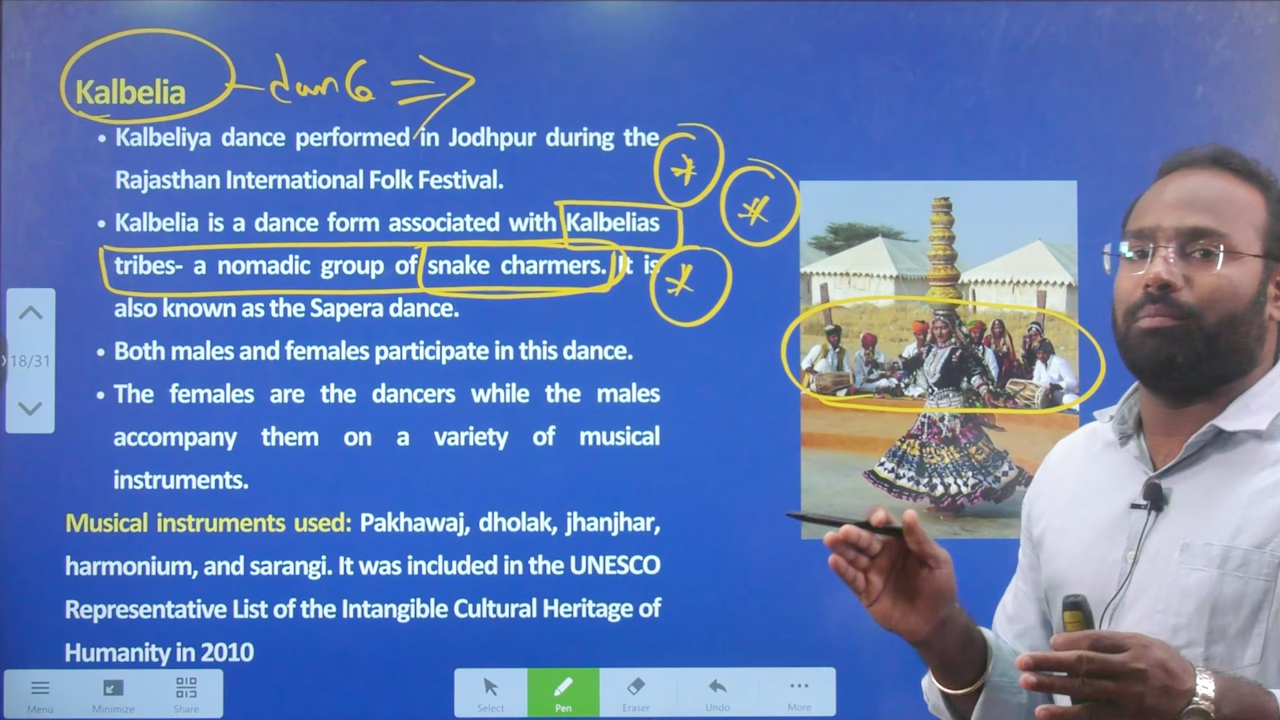 Kalbelia - dance ⇒
• Kalbeliya dance performed in Jodhpur during the
Rajasthan International Folk Festival.
• Kalbelia is a dance form associated with Kalbelias
tribes- a nomadic group of snake charmers. It is
also known as the Sapera dance.
• Both males and females participate in this dance.
• The females are the dancers while the males
accompany them on a variety of musical
instruments.
Musical instruments used: Pakhawaj, dholak, jhanjhar,
harmonium, and sarangi. It was included in the UNESCO
Representative List of the Intangible Cultural Heritage of
Humanity in 2010
18/31
Menu Minimize Share
Select Pen Eraser Undo More